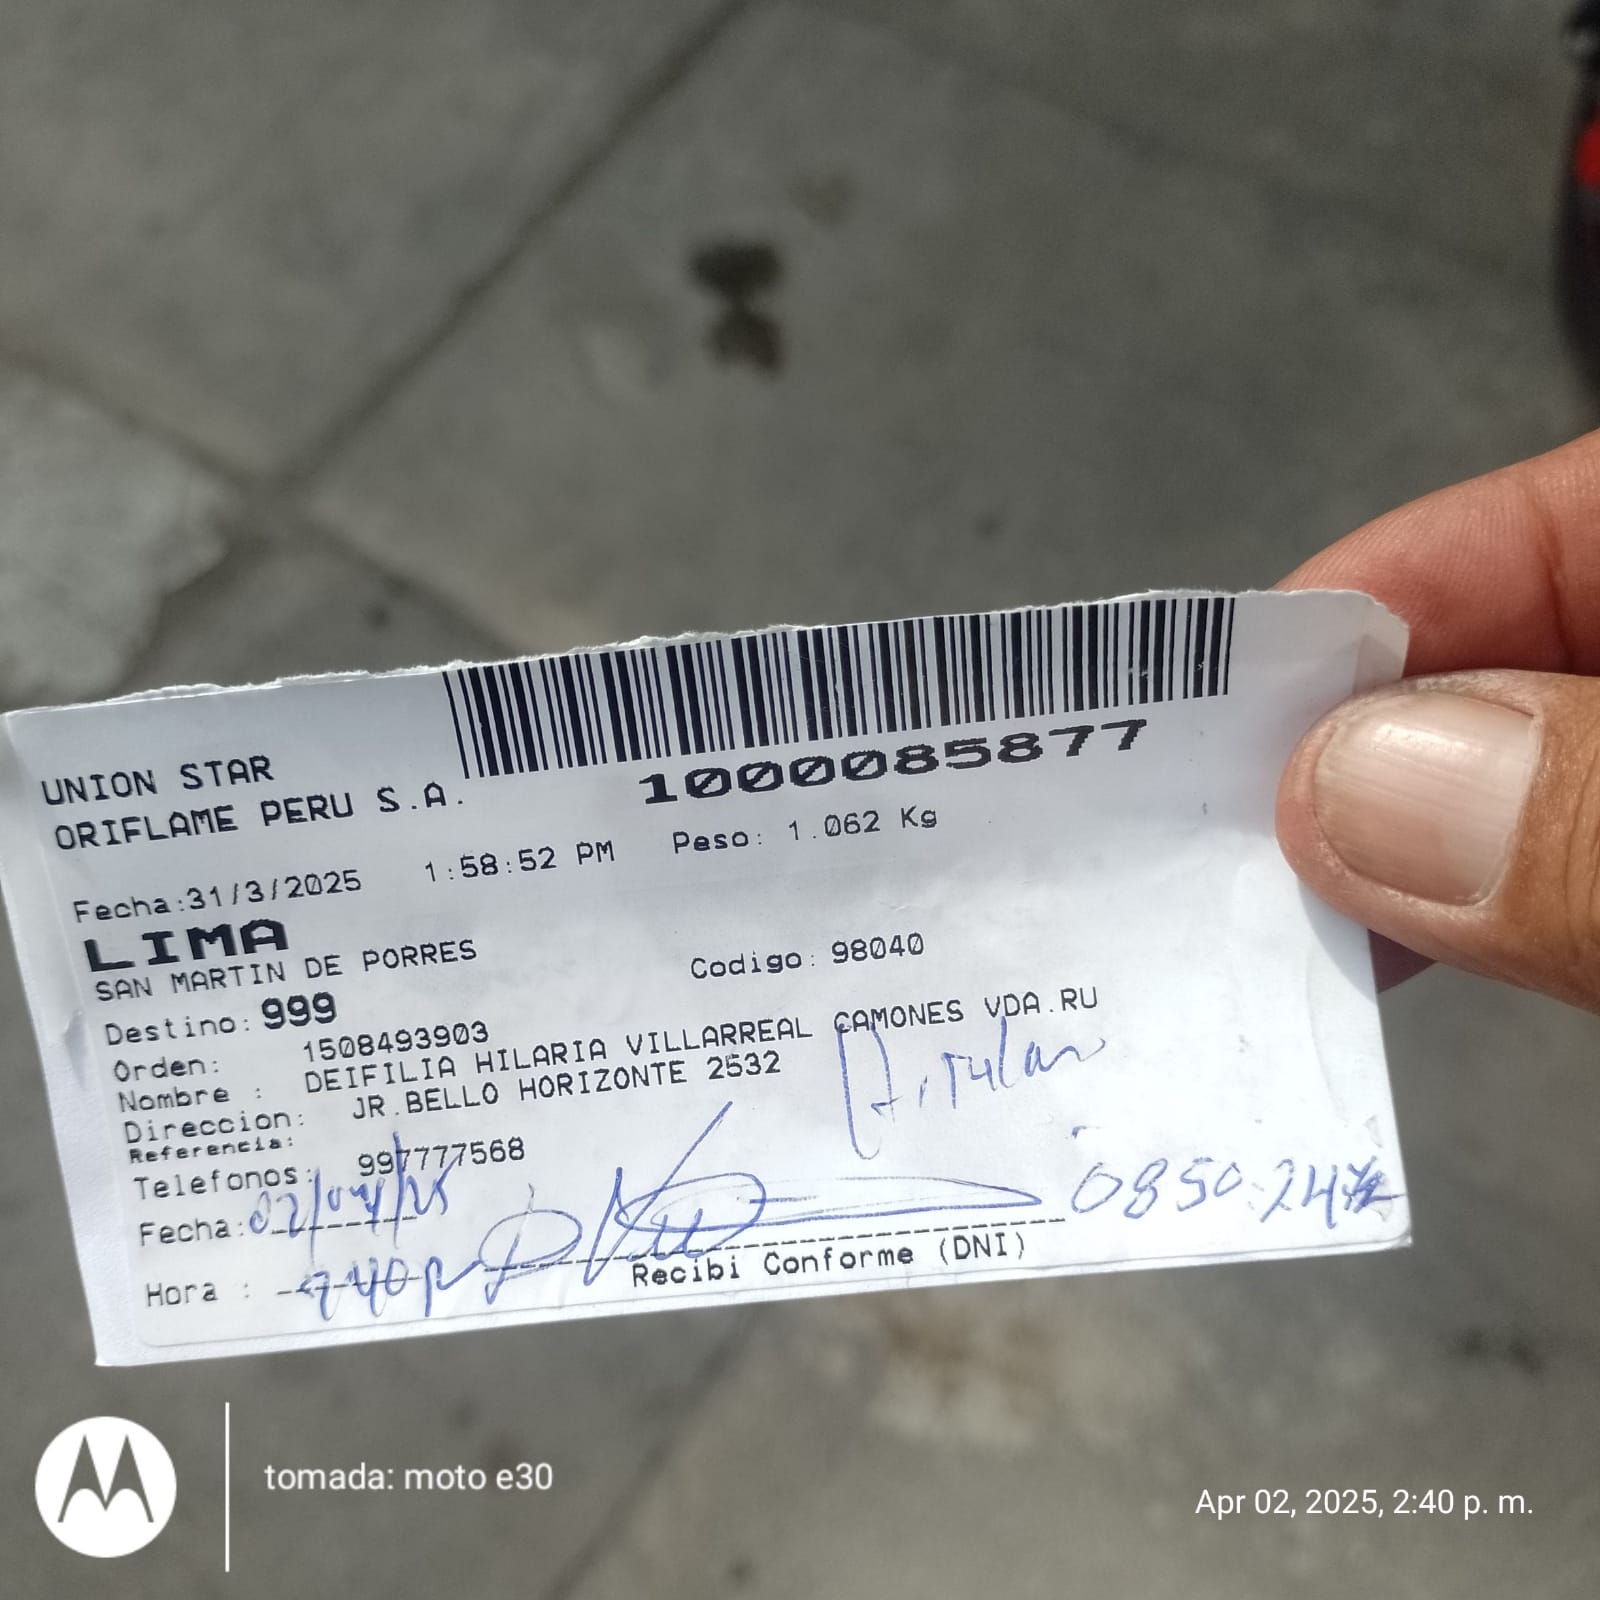 UNION STAR
ORIFLAME PERU S.A.
1000085877
Fecha:31/3/2025 1:58:52 PM Peso: 1.062 Kg
LIMA
SAN MARTIN DE PORRES
Codigo: 98040
Destino: 999
Orden: 1508493903
Nombre : DEIFILIA HILARIA VILLARREAL CAMONES VDA.RU
Direccion: JR.BELLO HORIZONTE 2532
Referencia:
Telefonos: 997777568
Fecha: 02/04/25
Hora :
Recibi Conforme (DNI)
tomada: moto e30
Apr 02, 2025, 2:40 p. m.